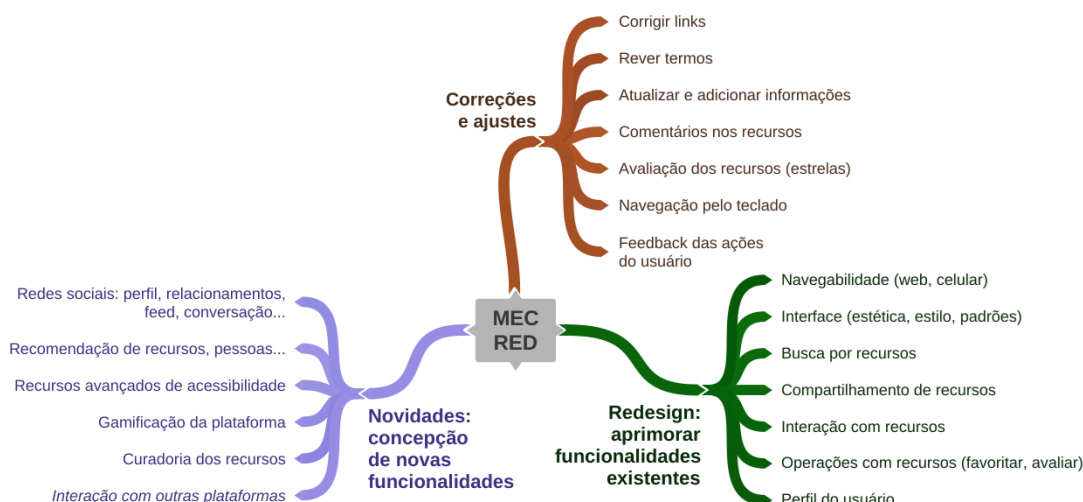 Correções
e ajustes
Corrigir links
Rever termos
Atualizar e adicionar informações
Comentários nos recursos
Avaliação dos recursos (estrelas)
Navegação pelo teclado
Feedback das ações
do usuário
MEC
RED
Redesign:
aprimorar
funcionalidades
existentes
Navegabilidade (web, celular)
Interface (estética, estilo, padrões)
Busca por recursos
Compartilhamento de recursos
Interação com recursos
Operações com recursos (favoritar, avaliar)
Perfil do usuário
Novidades:
concepção
de novas
funcionalidades
Redes sociais: perfil, relacionamentos,
feed, conversação...
Recomendação de recursos, pessoas...
Recursos avançados de acessibilidade
Gamificação da plataforma
Curadoria dos recursos
Interação com outras plataformas